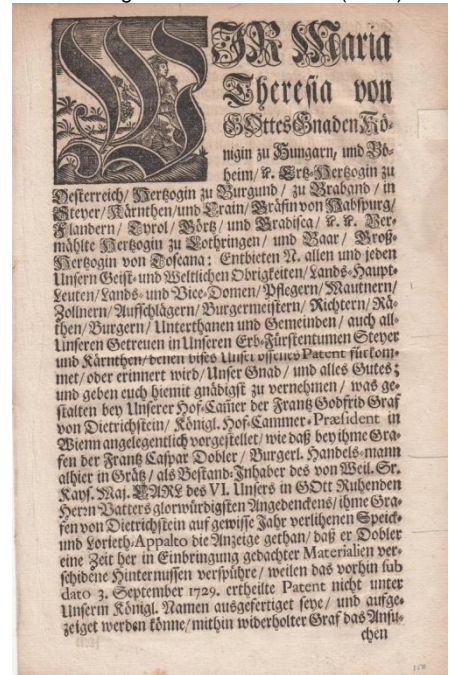 WIR Maria
Theresia von
GOttes Gnaden Kö-
nigin zu Hungarn, und Bö-
heim/ &c. Ertz-Hertzogin zu
Oesterreich/ Hertzogin zu Burgund / zu Braband / in
Steyer/ Kärnthen/und Crain/ Gräfin von Habspurg/
Flandern / Tyrol / Görtz / und Gradisca/ &c. &c. Ver-
mählte Hertzogin zu Lothringen / und Baar / Groß-
Hertzogin von Toscana: Entbieten N. allen und jeden
Unsern Geist- und Weltlichen Obrigkeiten/ Lands-Haupt-
Leuten/ Lands- und Vice-Domen/ Pflegern/ Mautnern/
Zollnern/ Auffschlägern/ Burgermeistern / Richtern/ Rä-
then/ Burgern / Unterthanen und Gemeinden / auch all-
Unseren Getreuen in Unseren Erb-Fürstentumen Steyer
und Kärnthen/denen dises Unser offenes Patent fürkom-
met/oder erinnert wird/ Unser Gnad / und alles Gutes;
und geben euch hiemit gnädigst zu vernehmen / was ge-
stalten bey Unserer Hof-Camer der Frantz Godfrid Graf
von Dietrichstein/ Königl. Hof-Cammer-Præsident in
Wienn angelegentlich vorgestellet/ wie daß bey ihme Gra-
fen der Frantz Caspar Dobler / Burgerl. Handels-mann
alhier in Grätz/ als Bestand-Inhaber des von Weil. Sr.
Kays. Maj. CARL des VI. Unsers in GOtt Ruhenden
Herrn Vatters glorwürdigsten Angedenckens/ ihme Gra-
fen von Dietrichstein auf gewisse Jahr verlihenen Speick-
und Lorieth-Appalto die Anzeige gethan/ daß er Dobler
eine Zeit her in Einbringung gedachter Materialien ver-
schidene Hinternussen verspühre / weilen das vorhin sub
dato 3. September 1729. ertheilte Patent nicht unter
Unserm Königl. Namen ausgefertiget seye/ und aufge-
zeiget werden könne/ mithin widerholter Graf das Ansu-
chen